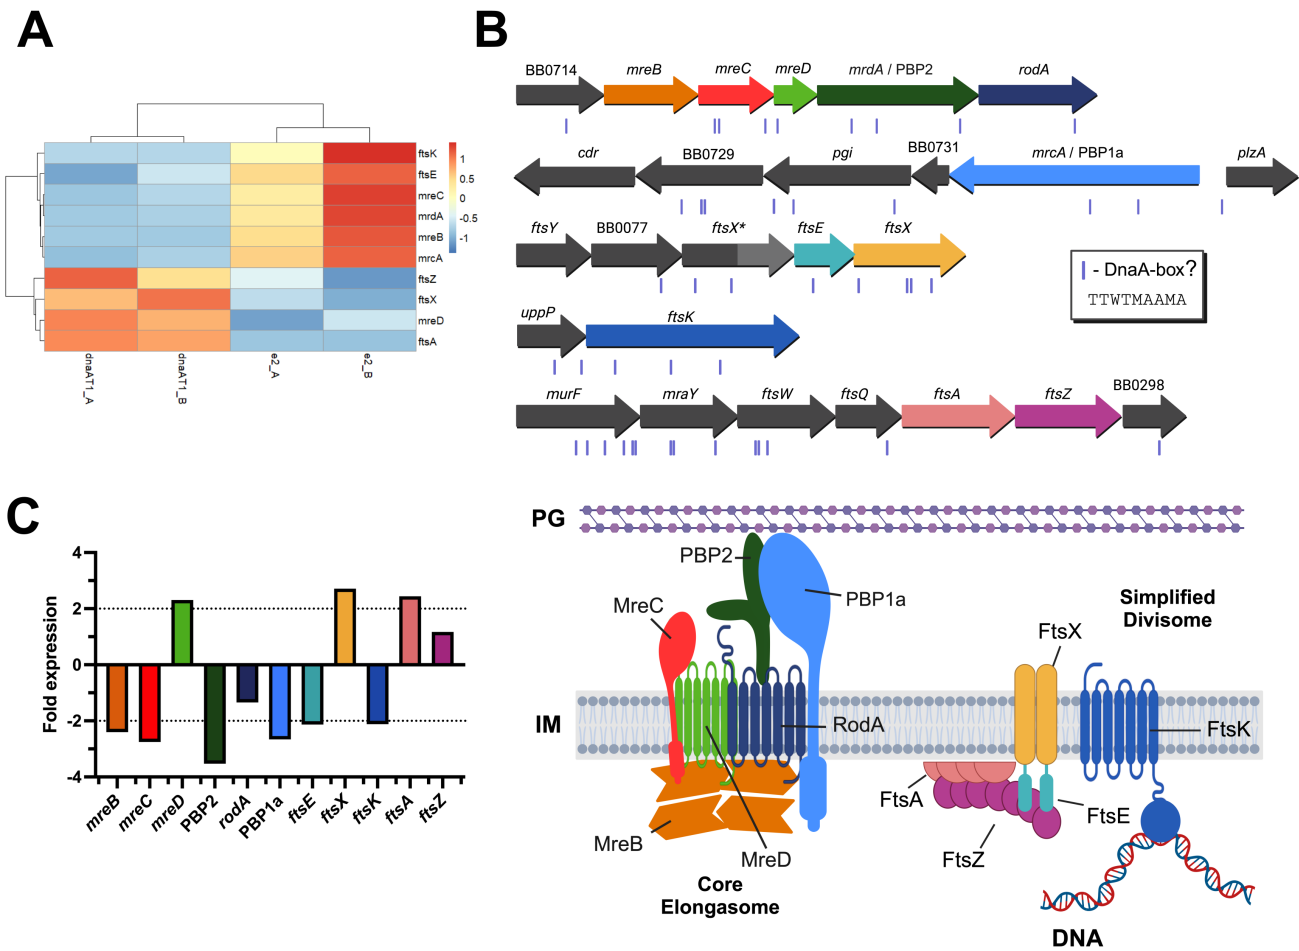 A
ftsK
ftsE
mreC
mrdA
mreB
mrcA
ftsZ
ftsX
mreD
ftsA
1
0.5
0
-0.5
-1
dnaAT1_A
dnaAT1_B
e2_A
e2_B
B
BB0714
mreB
mreC
mreD
mrdA / PBP2
rodA
cdr
BB0729
pgi
BB0731
mrcA / PBP1a
plzA
ftsY
BB0077
ftsX*
ftsE
ftsX
- DnaA-box?
TTWTMAAMA
uppP
ftsK
murF
mraY
ftsW
ftsQ
ftsA
ftsZ
BB0298
C
Fold expression
4
2
0
-2
-4
mreB
mreC
mreD
PBP2
rodA
PBP1a
ftsE
ftsX
ftsK
ftsA
ftsZ
PG
PBP2
MreC
PBP1a
Simplified
Divisome
FtsX
IM
RodA
FtsK
FtsA
FtsE
MreB
MreD
FtsZ
Core
Elongasome
DNA